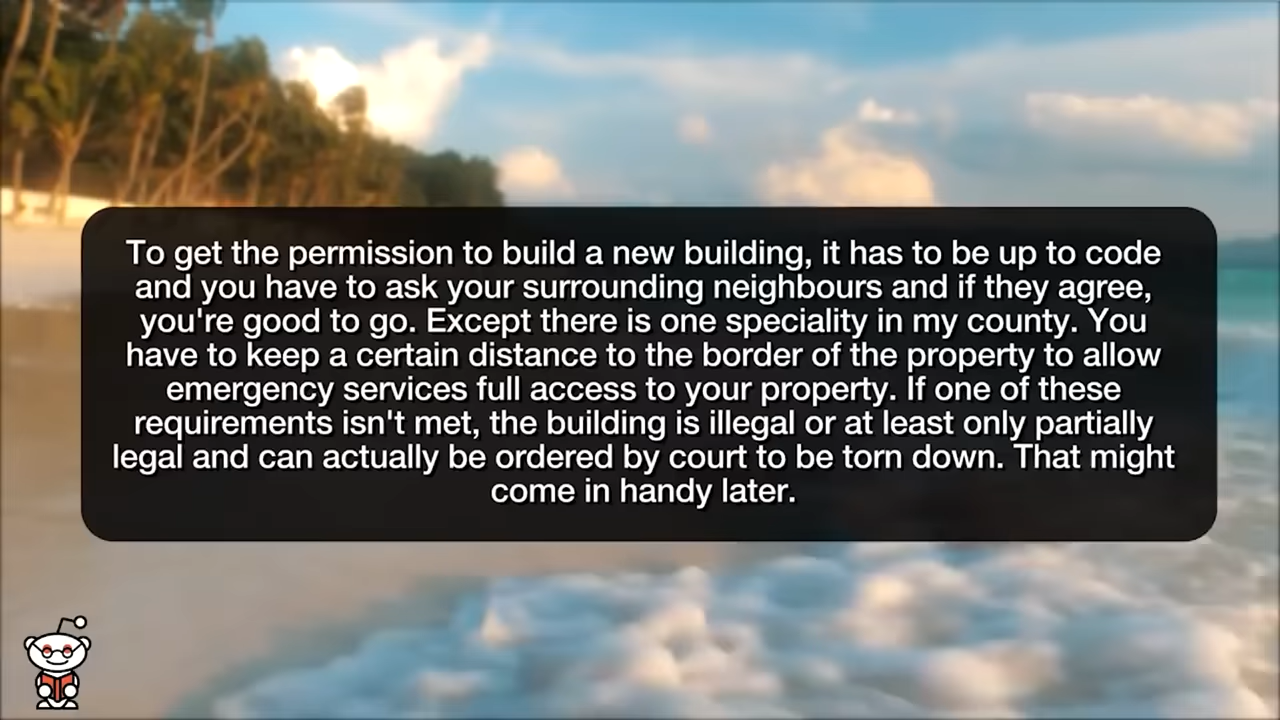 To get the permission to build a new building, it has to be up to code
and you have to ask your surrounding neighbours and if they agree,
you're good to go. Except there is one speciality in my county. You
have to keep a certain distance to the border of the property to allow
emergency services full access to your property. If one of these
requirements isn't met, the building is illegal or at least only partially
legal and can actually be ordered by court to be torn down. That might
come in handy later.